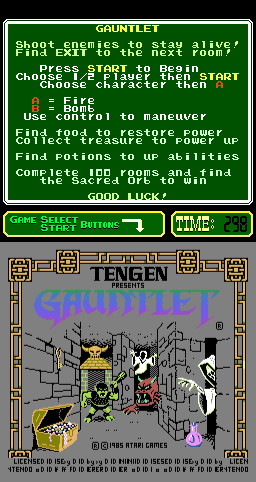 GAUNTLET
Shoot enemies to stay alive!
Find EXIT to the next room!
Press START to Begin
Choose 1/2 player then START
Choose character then A
A = Fire
B = Bomb
Use control to maneuver
Find food to restore power
Collect treasure to power up
Find potions to up abilities
Complete 100 rooms and find
the Sacred Orb to win
GOOD LUCK!
GAME SELECT
START BUTTONS
TIME: 298
TENGEN
PRESENTS
GAUNTLET
®
© 1985 ATARI GAMES
LICENSED